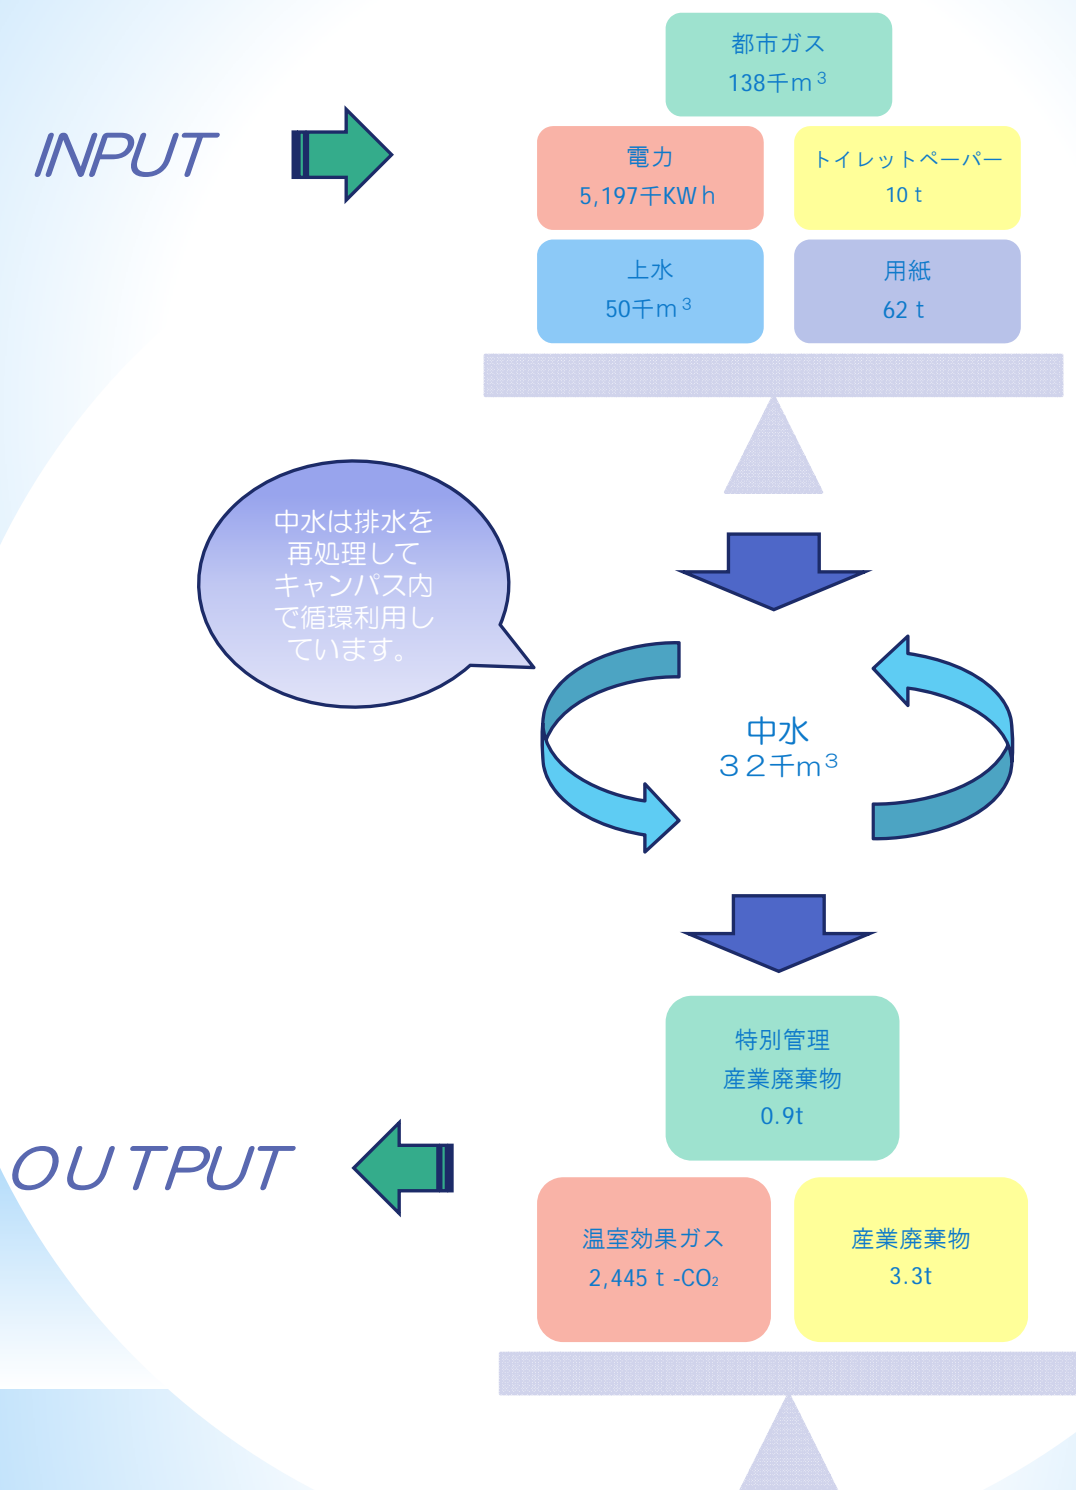 都市ガス
138千ｍ³
INPUT
電力
5,197千KWｈ
トイレットペーパー
10ｔ
上水
50千ｍ³
用紙
62ｔ
中水は排水を
再処理して
キャンパス内
で循環利用し
ています。
中水
３２千m³
特別管理
産業廃棄物
0.9t
OUTPUT
温室効果ガス
2,445ｔ-CO₂
産業廃棄物
3.3t